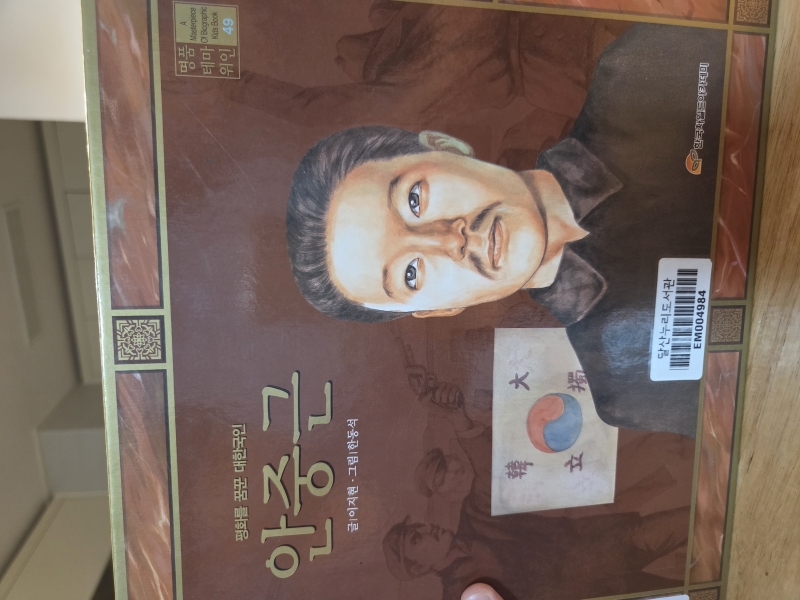 A
Masterpiece
Of Biographic
Kids Book
49
명품
테마
위인
평화를 꿈꾼 대한국인
안중근
글|이지현 · 그림|한동석
大
韓
獨
立
달산누리도서관
EM004984